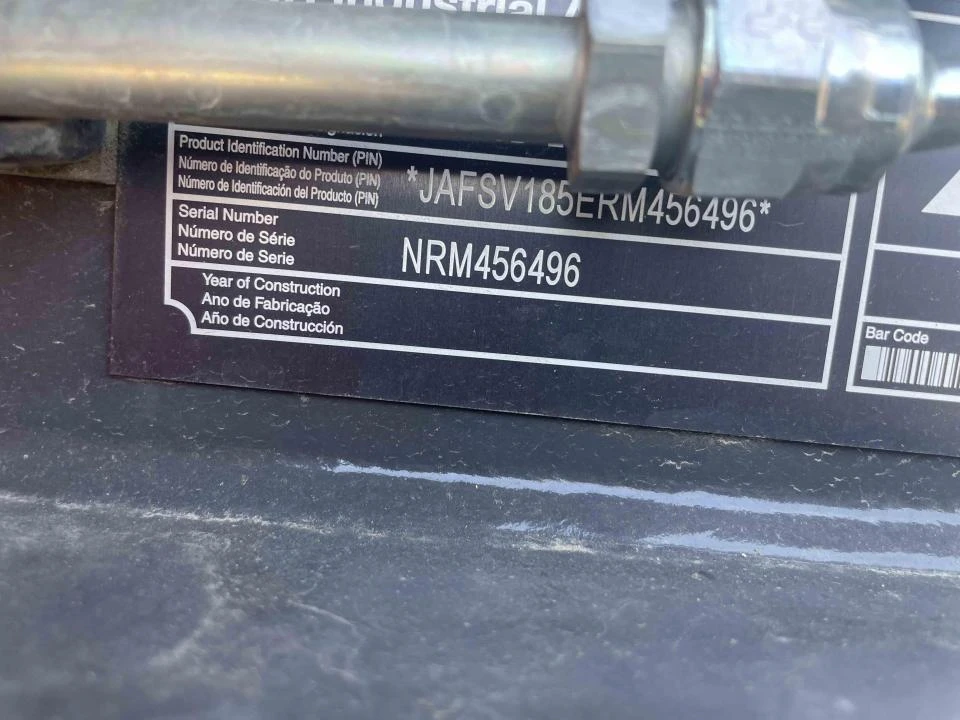 Industrial
Product Identification Number (PIN)
Número de Identificação do Produto (PIN)
Número de Identificación del Producto (PIN)
*JAFSV185ERM456496*
Serial Number
Número de Série
Número de Serie
NRM456496
Year of Construction
Ano de Fabricação
Año de Construcción
Bar Code